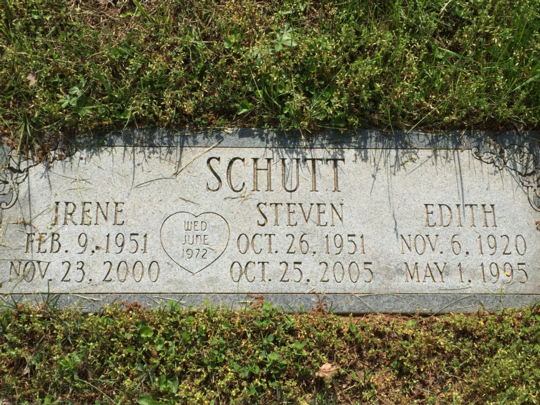 SCHUTT
IRENE
FEB. 9, 1951
NOV. 23, 2000
WED
JUNE
1972
STEVEN
OCT. 26, 1951
OCT. 25, 2005
EDITH
NOV. 6, 1920
MAY 1, 1995